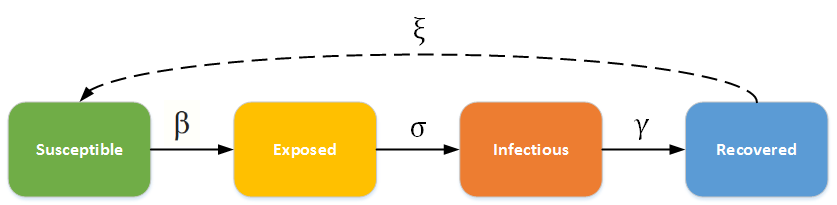 ξ
β
σ
γ
Susceptible
Exposed
Infectious
Recovered